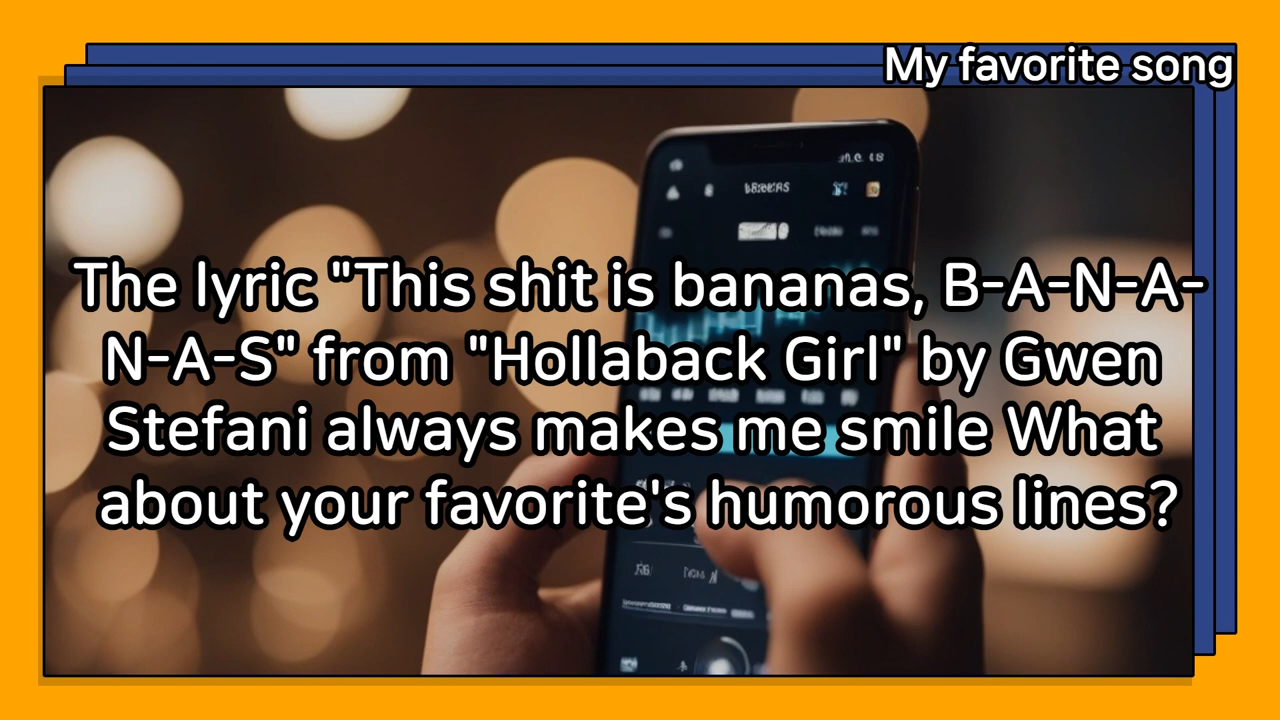 My favorite song
The lyric "This shit is bananas, B-A-N-A-
N-A-S" from "Hollaback Girl" by Gwen
Stefani always makes me smile What
about your favorite's humorous lines?